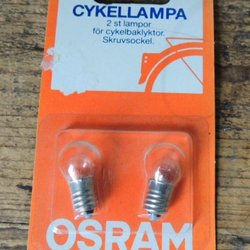 CYKELLAMPA
2 st lampor
för cykelbaklyktor.
Skruvsockel.
OSRAM